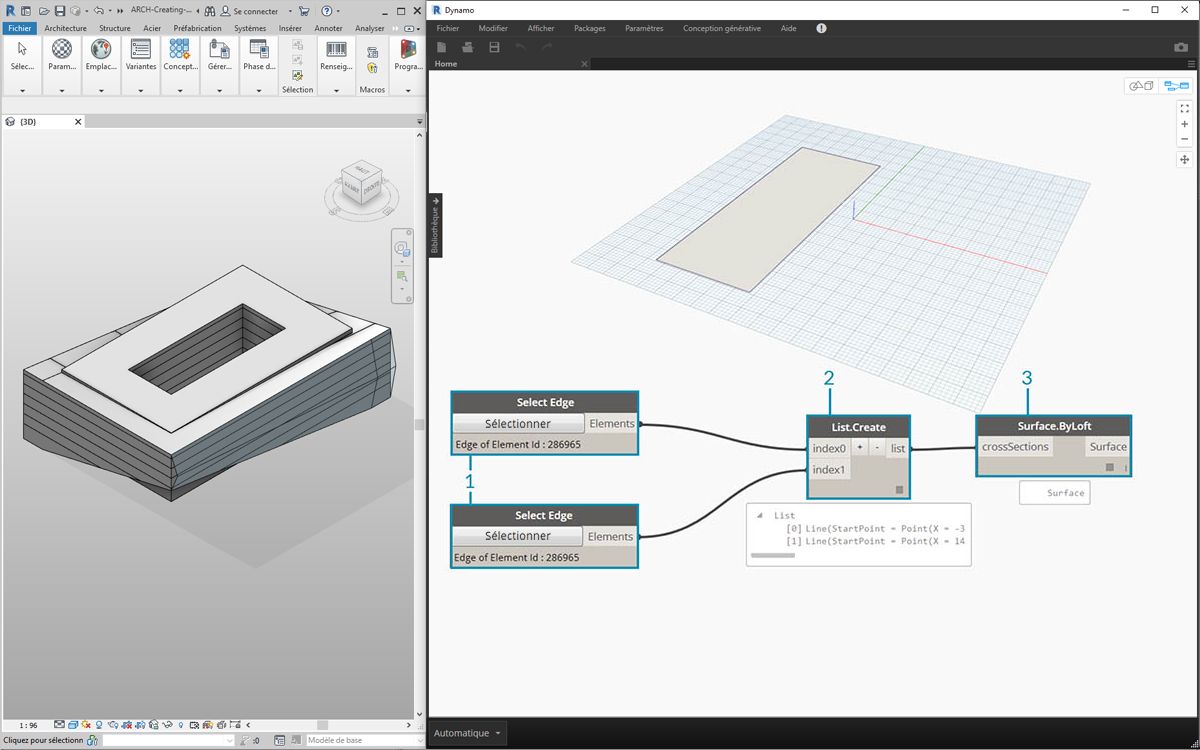 ARCH-Creating-...
Se connecter
Fichier Architecture Structure Acier Préfabrication Systèmes Insérer Annoter Analyser
Sélec... Param... Emplac... Variantes Concept... Gérer... Phase d... Renseig... Progra...
Sélection Macros
{3D}
1 : 96
Cliquez pour sélectionn
:0
Modèle de base
Dynamo
Fichier Modifier Afficher Packages Paramètres Conception générative Aide
Home
Bibliothèque
Select Edge
Sélectionner Elements
Edge of Element Id : 286965
1
Select Edge
Sélectionner Elements
Edge of Element Id : 286965
2
List.Create
index0 + - list
index1
List
[0] Line(StartPoint = Point(X = -3
[1] Line(StartPoint = Point(X = 14
3
Surface.ByLoft
crossSections Surface
Surface
Automatique